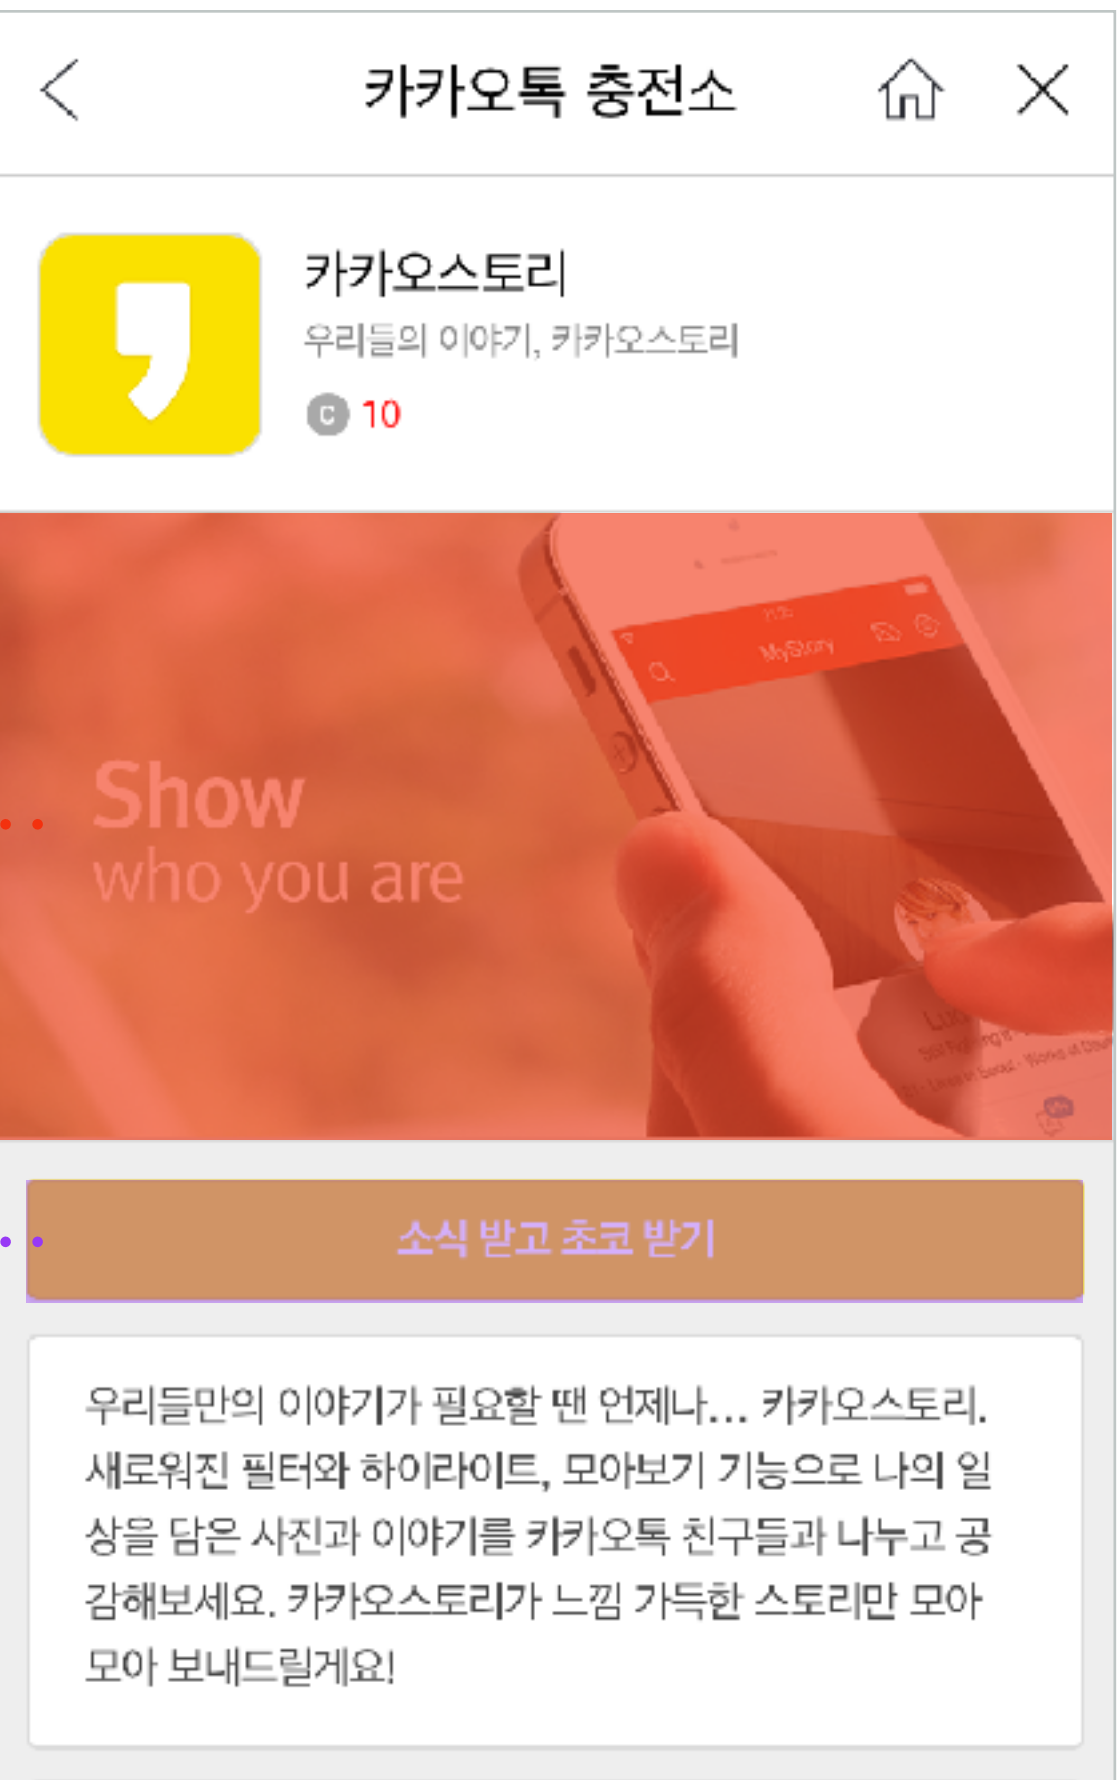 카카오톡 충전소
카카오스토리
우리들의 이야기, 카카오스토리
C 10
MyStory
Show
who you are
소식 받고 초코 받기
우리들만의 이야기가 필요할 땐 언제나... 카카오스토리.
새로워진 필터와 하이라이트, 모아보기 기능으로 나의 일
상을 담은 사진과 이야기를 카카오톡 친구들과 나누고 공
감해보세요. 카카오스토리가 느낌 가득한 스토리만 모아
모아 보내드릴게요!